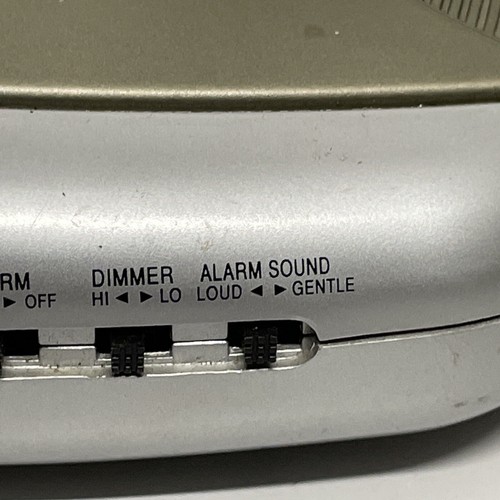 RM DIMMER ALARM SOUND
▶ OFF HI ◀ ▶ LO LOUD ◀ ▶ GENTLE